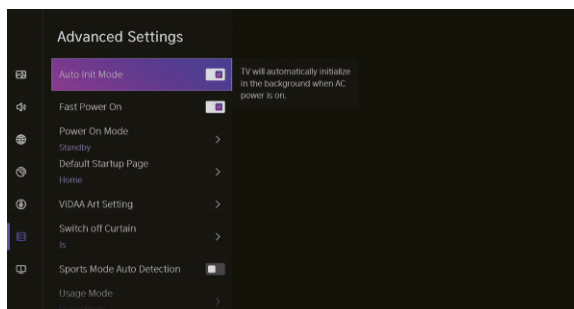 Advanced Settings
Auto Init Mode
TV will automatically initialize
in the background when AC
power is on.
Fast Power On
Power On Mode
Standby
Default Startup Page
Home
VIDAA Art Setting
Switch off Curtain
Is
Sports Mode Auto Detection
Usage Mode